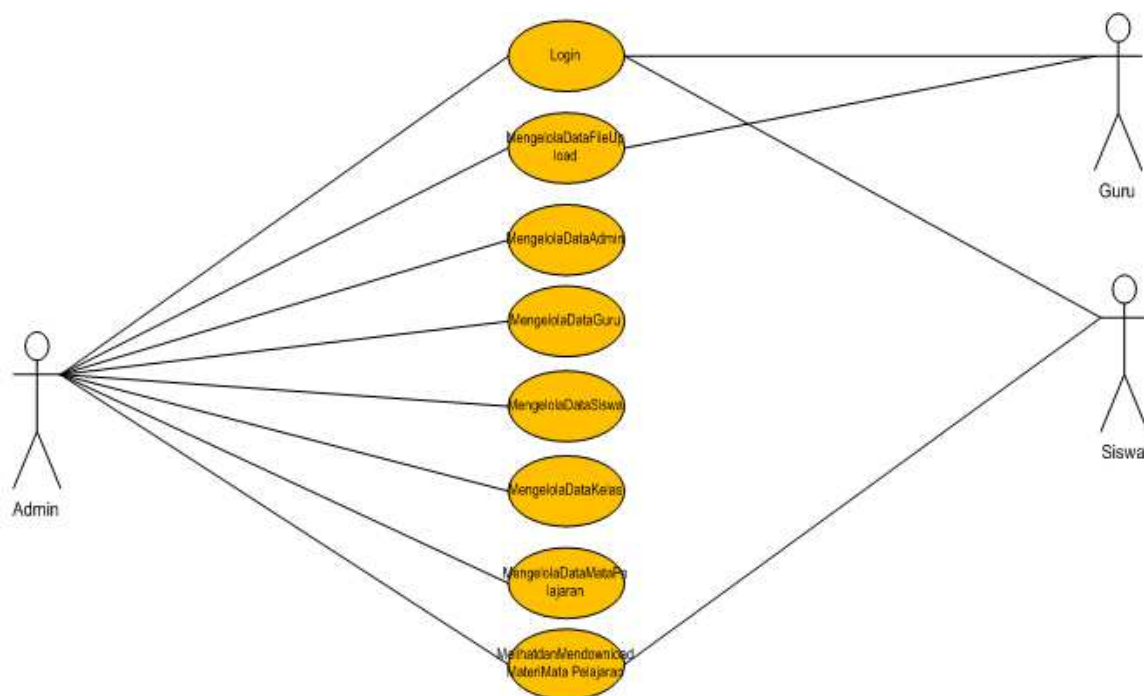 Login
MengelolaDataFileUp
load
Guru
MengelolaDataAdmin
MengelolaDataGuru
MengelolaDataSiswa
Siswa
MengelolaDataKelas
Admin
MengelolaDataMataPe
lajaran
MelihatdanMendownload
MateriMata Pelajaran